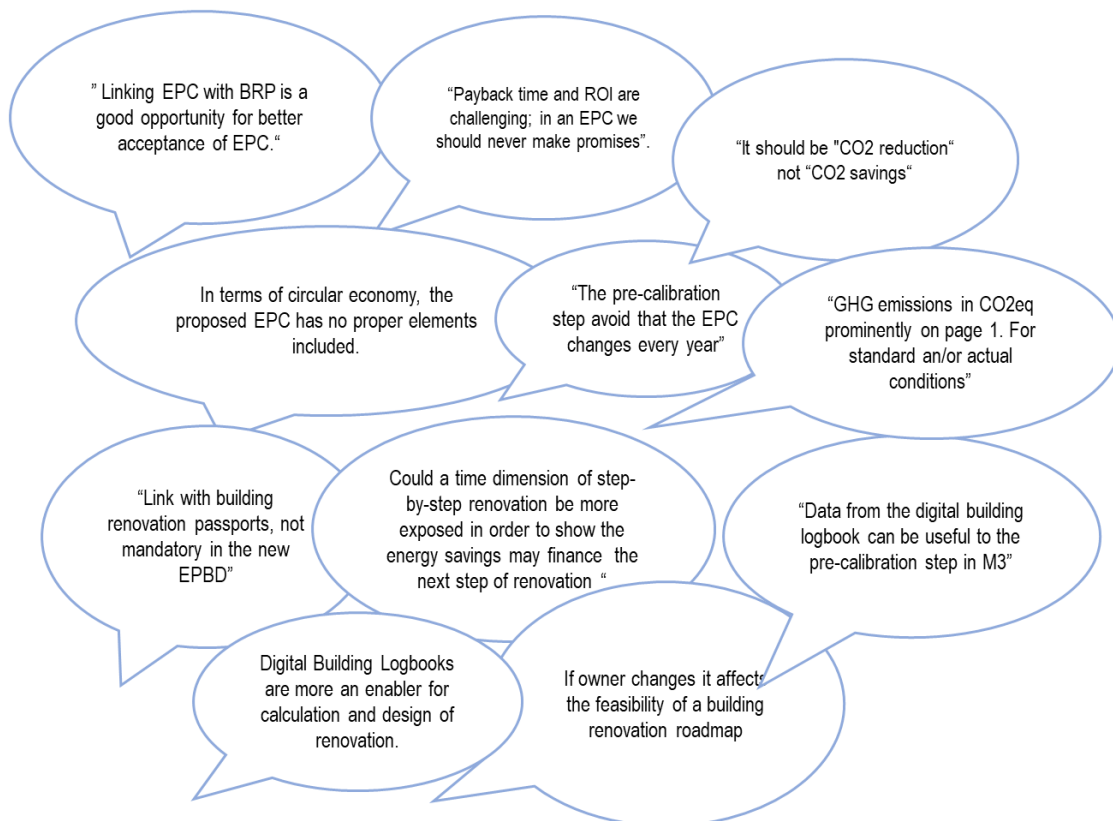 ” Linking EPC with BRP is a
good opportunity for better
acceptance of EPC.“
“Payback time and ROI are
challenging; in an EPC we
should never make promises”.
“It should be "CO2 reduction“
not “CO2 savings“
In terms of circular economy, the
proposed EPC has no proper elements
included.
“The pre-calibration
step avoid that the EPC
changes every year”
“GHG emissions in CO2eq
prominently on page 1. For
standard an/or actual
conditions”
“Link with building
renovation passports, not
mandatory in the new
EPBD”
Could a time dimension of step-
by-step renovation be more
exposed in order to show the
energy savings may finance the
next step of renovation “
“Data from the digital building
logbook can be useful to the
pre-calibration step in M3”
Digital Building Logbooks
are more an enabler for
calculation and design of
renovation.
If owner changes it affects
the feasibility of a building
renovation roadmap